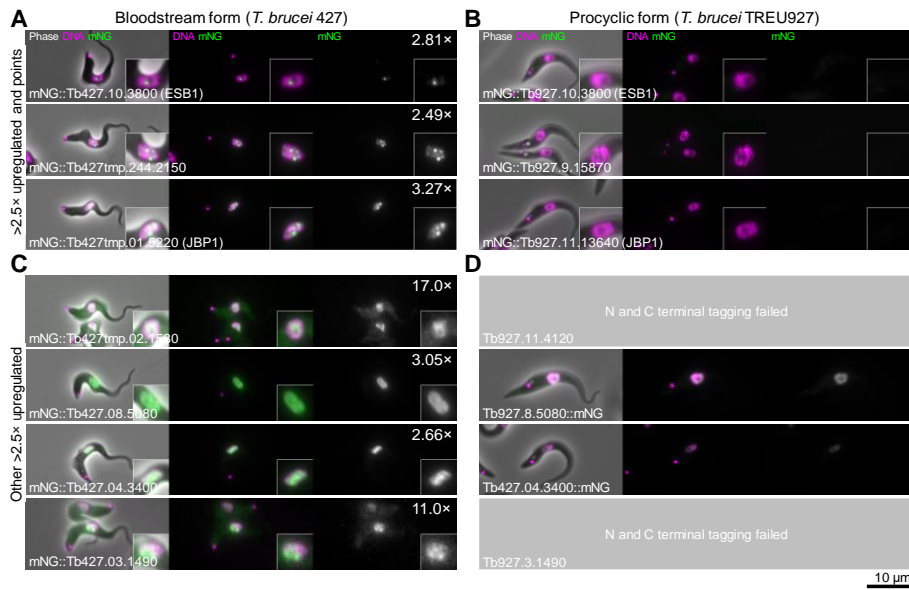 A Bloodstream form (T. brucei 427)
Phase DNA mNG DNA mNG mNG
2.81×
mNG::Tb427.10.3800 (ESB1)
2.49×
mNG::Tb427tmp.244.2150
3.27×
mNG::Tb427tmp.01.5220 (JBP1)
>2.5× upregulated and points
B Procyclic form (T. brucei TREU927)
Phase DNA mNG DNA mNG mNG
mNG::Tb927.10.3800 (ESB1)
mNG::Tb927.9.15870
mNG::Tb927.11.13640 (JBP1)
C
17.0×
mNG::Tb427tmp.02.1530
3.05×
mNG::Tb427.08.5080
2.66×
mNG::Tb427.04.3400
11.0×
mNG::Tb427.03.1490
Other >2.5× upregulated
D
N and C terminal tagging failed
Tb927.11.4120
Tb927.8.5080::mNG
Tb427.04.3400::mNG
N and C terminal tagging failed
Tb927.3.1490
10 µm